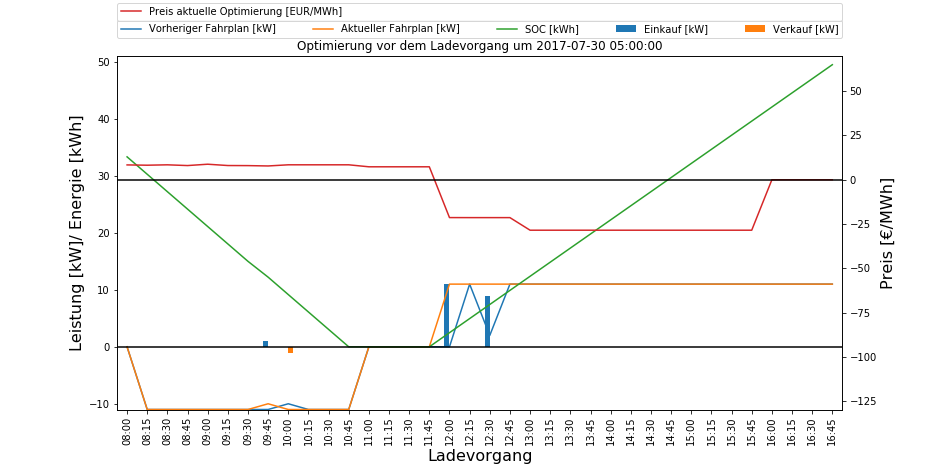 Preis aktuelle Optimierung [EUR/MWh]
Vorheriger Fahrplan [kW] Aktueller Fahrplan [kW] SOC [kWh] Einkauf [kW] Verkauf [kW]
Optimierung vor dem Ladevorgang um 2017-07-30 05:00:00
Leistung [kW]/ Energie [kWh]
50
40
30
20
10
0
−10
50
25
0
−25
−50
−75
−100
−125
Preis [€/MWh]
08:00 08:15 08:30 08:45 09:00 09:15 09:30 09:45 10:00 10:15 10:30 10:45 11:00 11:15 11:30 11:45 12:00 12:15 12:30 12:45 13:00 13:15 13:30 13:45 14:00 14:15 14:30 14:45 15:00 15:15 15:30 15:45 16:00 16:15 16:30 16:45
Ladevorgang